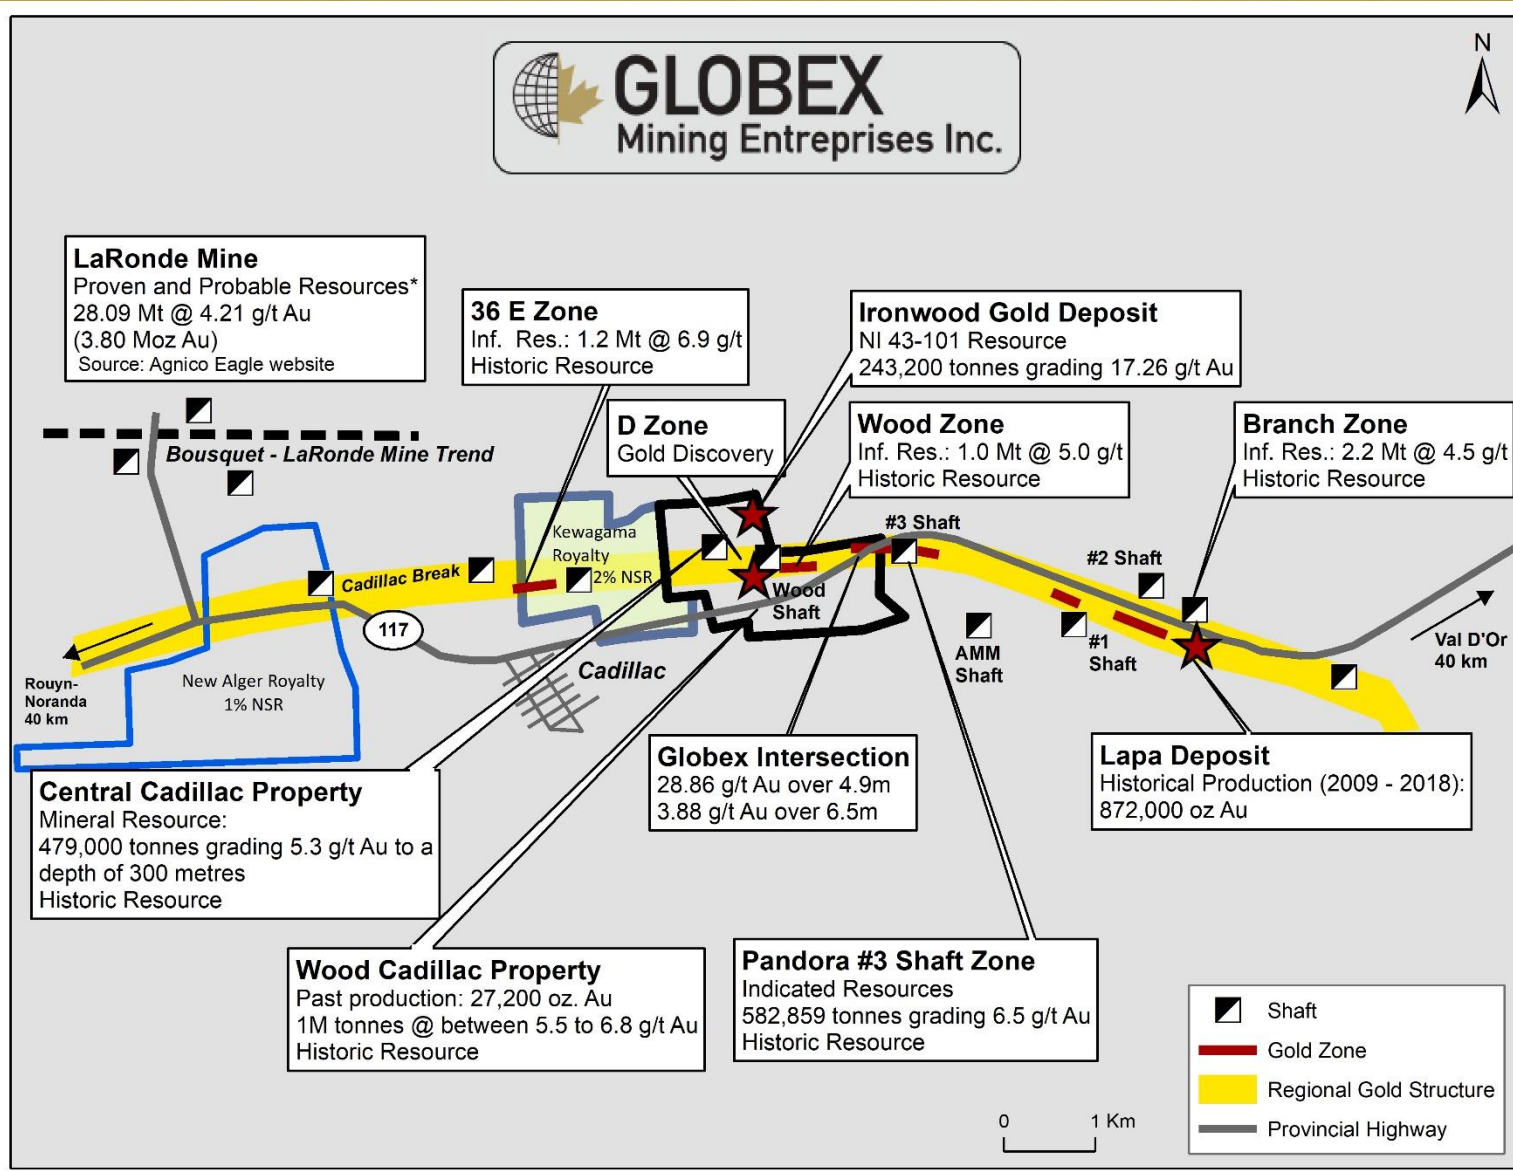 N
GLOBEX
Mining Entreprises Inc.
LaRonde Mine
Proven and Probable Resources*
28.09 Mt @ 4.21 g/t Au
(3.80 Moz Au)
Source: Agnico Eagle website
36 E Zone
Inf. Res.: 1.2 Mt @ 6.9 g/t
Historic Resource
Ironwood Gold Deposit
NI 43-101 Resource
243,200 tonnes grading 17.26 g/t Au
D Zone
Gold Discovery
Wood Zone
Inf. Res.: 1.0 Mt @ 5.0 g/t
Historic Resource
Branch Zone
Inf. Res.: 2.2 Mt @ 4.5 g/t
Historic Resource
Bousquet - LaRonde Mine Trend
Kewagama
Royalty
2% NSR
#3 Shaft
#2 Shaft
Cadillac Break
Wood
Shaft
117
AMM
Shaft
#1
Shaft
Val D'Or
40 km
Cadillac
Rouyn-
Noranda
40 km
New Alger Royalty
1% NSR
Globex Intersection
28.86 g/t Au over 4.9m
3.88 g/t Au over 6.5m
Lapa Deposit
Historical Production (2009 - 2018):
872,000 oz Au
Central Cadillac Property
Mineral Resource:
479,000 tonnes grading 5.3 g/t Au to a
depth of 300 metres
Historic Resource
Wood Cadillac Property
Past production: 27,200 oz. Au
1M tonnes @ between 5.5 to 6.8 g/t Au
Historic Resource
Pandora #3 Shaft Zone
Indicated Resources
582,859 tonnes grading 6.5 g/t Au
Historic Resource
Shaft
Gold Zone
Regional Gold Structure
Provincial Highway
0 1 Km